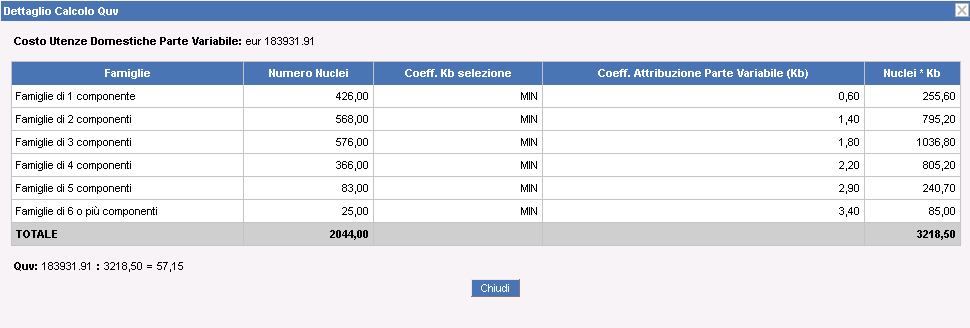 Dettaglio Calcolo Quv
Costo Utenze Domestiche Parte Variabile: eur 183931.91
Famiglie Numero Nuclei Coeff. Kb selezione Coeff. Attribuzione Parte Variabile (Kb) Nuclei * Kb
Famiglie di 1 componente 426,00 MIN 0,60 255,60
Famiglie di 2 componenti 568,00 MIN 1,40 795,20
Famiglie di 3 componenti 576,00 MIN 1,80 1036,80
Famiglie di 4 componenti 366,00 MIN 2,20 805,20
Famiglie di 5 componenti 83,00 MIN 2,90 240,70
Famiglie di 6 o più componenti 25,00 MIN 3,40 85,00
TOTALE 2044,00 3218,50
Quv: 183931.91 : 3218,50 = 57,15
Chiudi